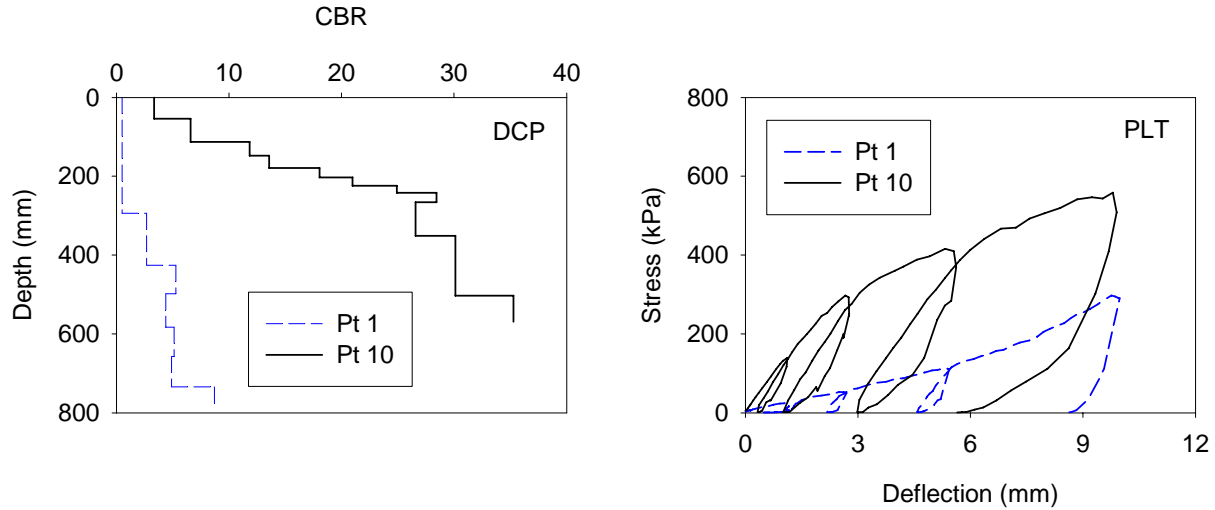 CBR
0 10 20 30 40
0
200
400
600
800
Depth (mm)
DCP
Pt 1
Pt 10
800
600
400
200
0
Stress (kPa)
PLT
Pt 1
Pt 10
0 3 6 9 12
Deflection (mm)